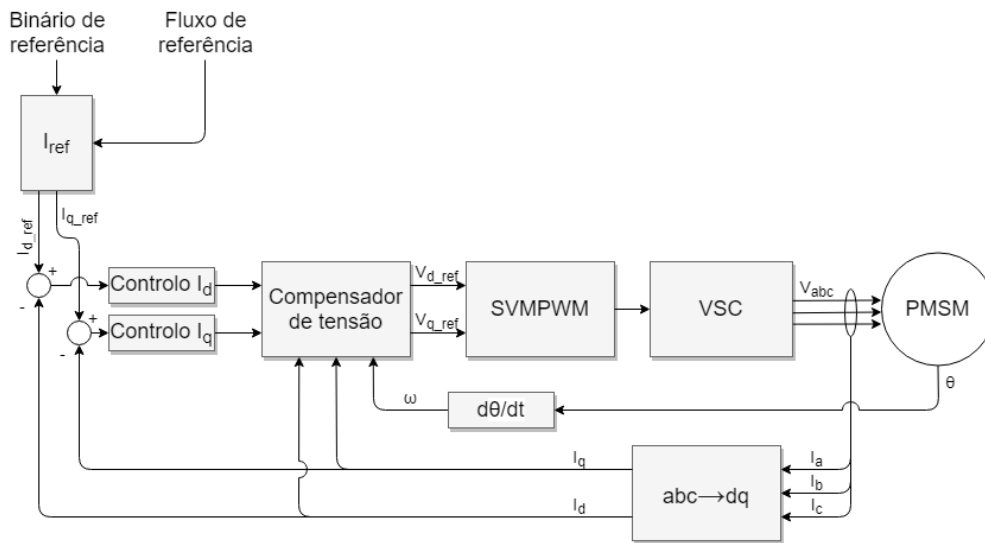 Binário de
referência
Fluxo de
referência
I_ref
I_d_ref
I_q_ref
+
-
+
-
Controlo I_d
Controlo I_q
Compensador
de tensão
V_d_ref
V_q_ref
SVMPWM
VSC
V_abc
PMSM
θ
ω
dθ/dt
I_q
I_d
abc→dq
I_a
I_b
I_c